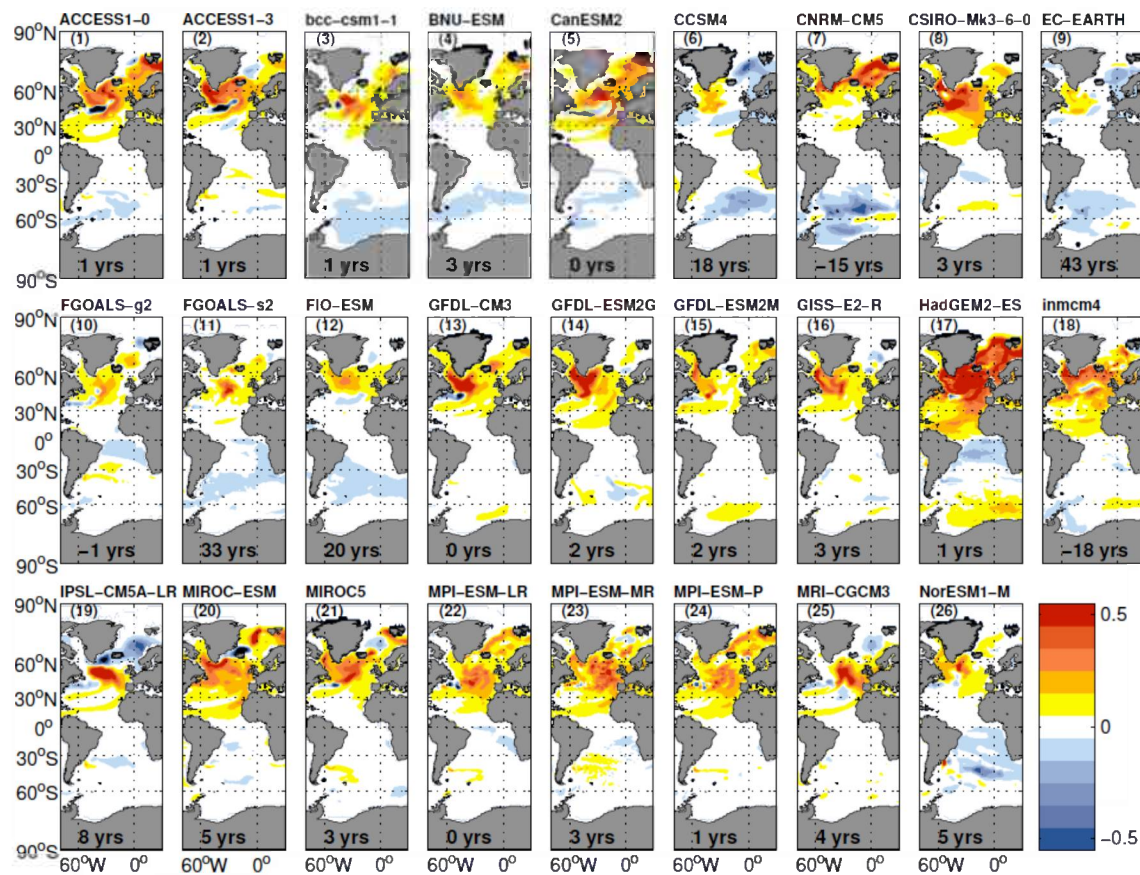 ACCESS1-0 ACCESS1-3 bcc-csm1-1 BNU-ESM CanESM2 CCSM4 CNRM-CM5 CSIRO-Mk3-6-0 EC-EARTH
90°N (1) (2) (3) (4) (5) (6) (7) (8) (9)
60°N
30°N
0°
30°S
60°S
1 yrs 1 yrs 1 yrs 3 yrs 0 yrs 18 yrs -15 yrs 3 yrs 43 yrs
90°S
FGOALS-g2 FGOALS-s2 FIO-ESM GFDL-CM3 GFDL-ESM2G GFDL-ESM2M GISS-E2-R HadGEM2-ES inmcm4
90°N (10) (11) (12) (13) (14) (15) (16) (17) (18)
60°N
30°N
0°
30°S
60°S
-1 yrs 33 yrs 20 yrs 0 yrs 2 yrs 2 yrs 3 yrs 1 yrs -18 yrs
90°S
IPSL-CM5A-LR MIROC-ESM MIROC5 MPI-ESM-LR MPI-ESM-MR MPI-ESM-P MRI-CGCM3 NorESM1-M
90°N (19) (20) (21) (22) (23) (24) (25) (26) 0.5
60°N
30°N
0° 0
30°S
60°S
8 yrs 5 yrs 3 yrs 0 yrs 3 yrs 1 yrs 4 yrs 5 yrs -0.5
90°S
60°W 0° 60°W 0° 60°W 0° 60°W 0° 60°W 0° 60°W 0° 60°W 0° 60°W 0°